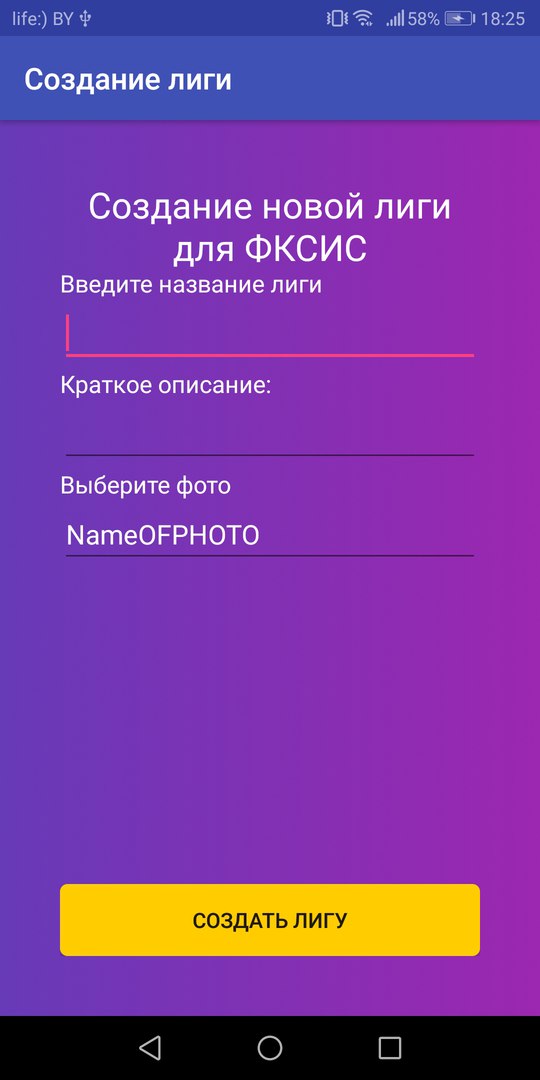 life:) BY 58% 18:25
Создание лиги
Создание новой лиги
для ФКСИС
Введите название лиги
Краткое описание:
Выберите фото
NameOFPHOTO
СОЗДАТЬ ЛИГУ